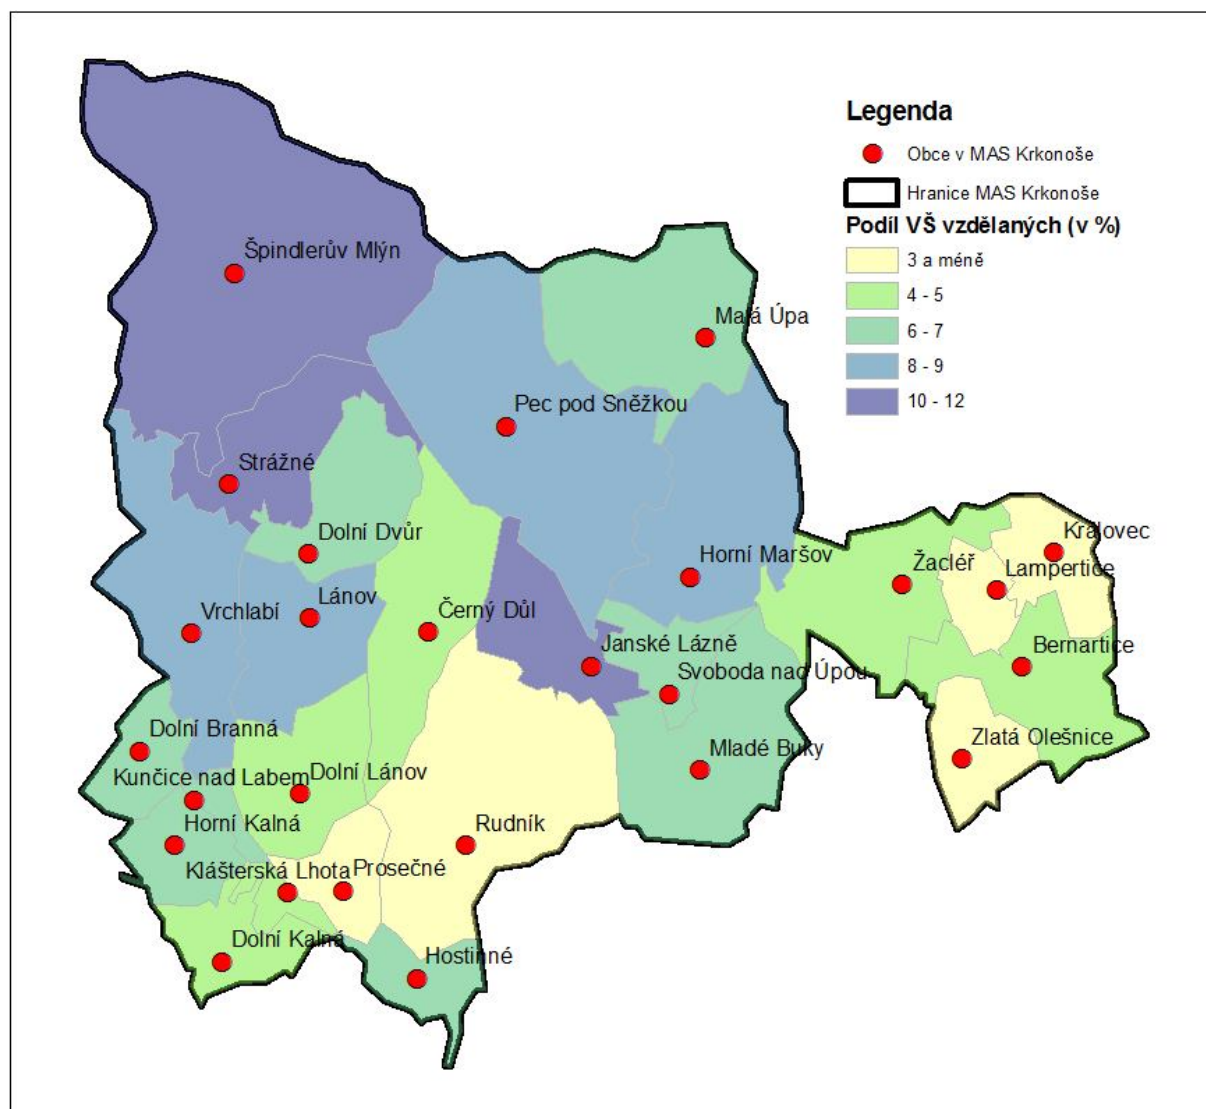 Legenda
Obce v MAS Krkonoše
Hranice MAS Krkonoše
Podíl VŠ vzdělaných (v %)
3 a méně
4 - 5
6 - 7
8 - 9
10 - 12
Špindlerův Mlýn
Malá Úpa
Pec pod Sněžkou
Strážné
Dolní Dvůr
Královec
Horní Maršov
Žacléř
Lampertice
Vrchlabí
Lánov
Černý Důl
Janské Lázně
Bernartice
Svoboda nad Úpou
Dolní Branná
Mladé Buky
Zlatá Olešnice
Kunčice nad Labem
Dolní Lánov
Horní Kalná
Rudník
Klášterská Lhota
Prosečné
Dolní Kalná
Hostinné